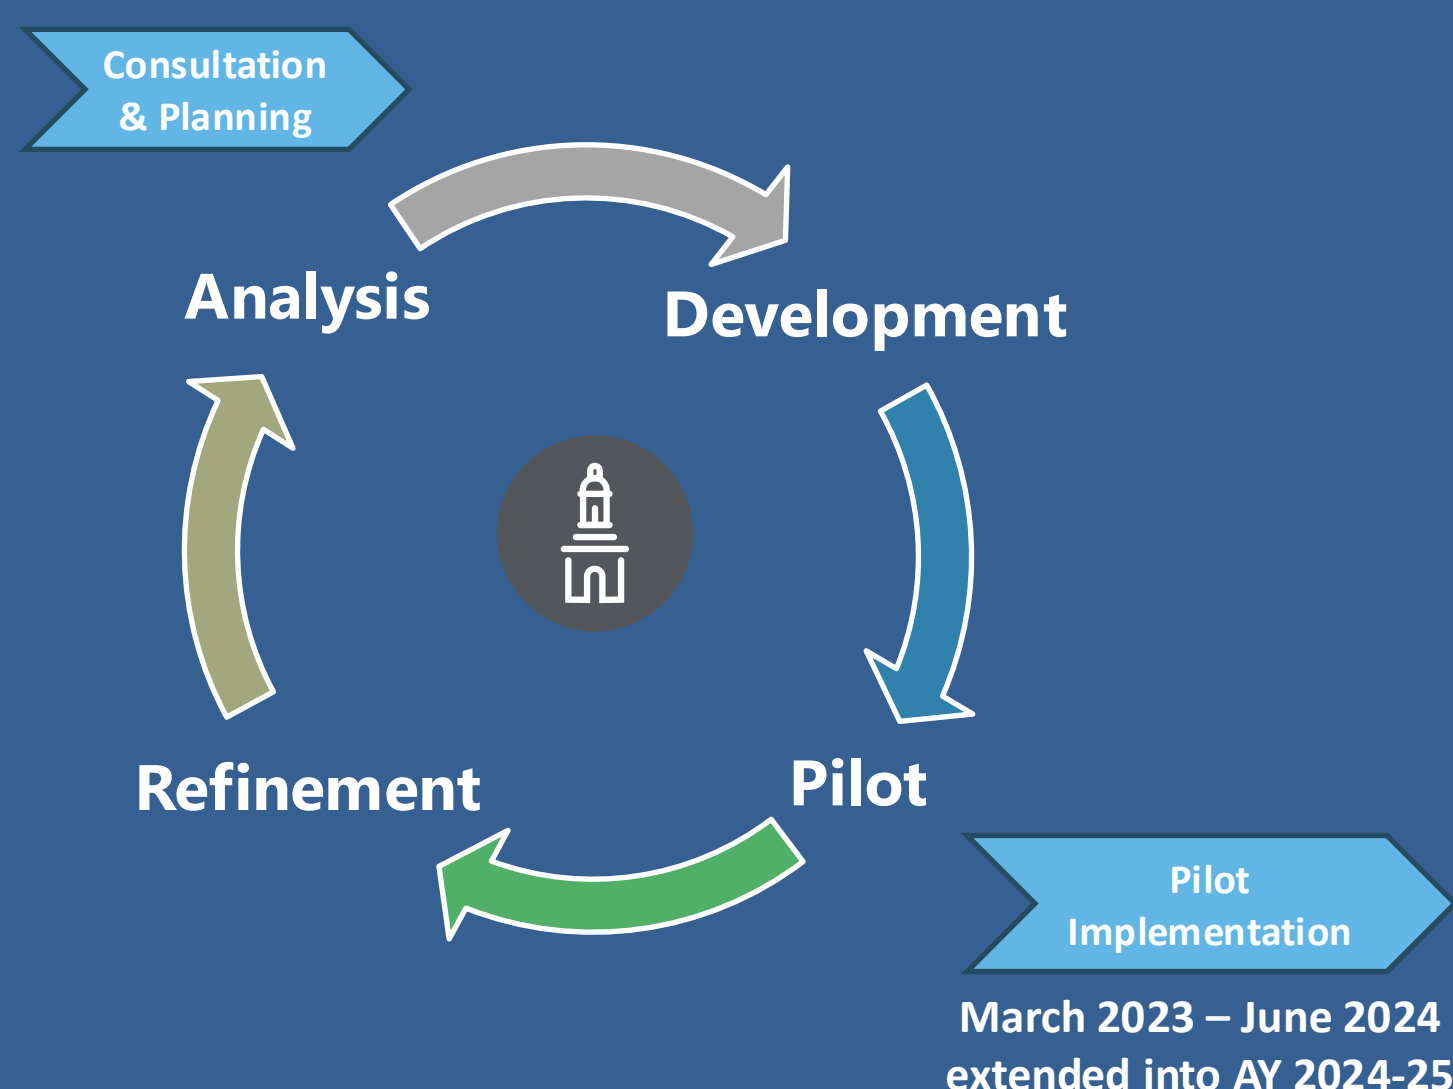 Consultation
& Planning
Analysis
Development
Refinement
Pilot
Pilot
Implementation
March 2023 – June 2024
extended into AY 2024-25